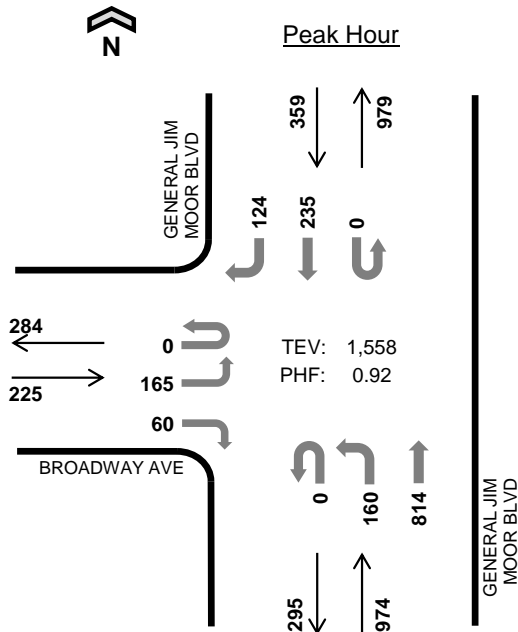 N
Peak Hour
359
979
GENERAL JIM
MOOR BLVD
124
235
0
284
0
225
165
60
TEV: 1,558
PHF: 0.92
BROADWAY AVE
0
160
814
GENERAL JIM
MOOR BLVD
295
974